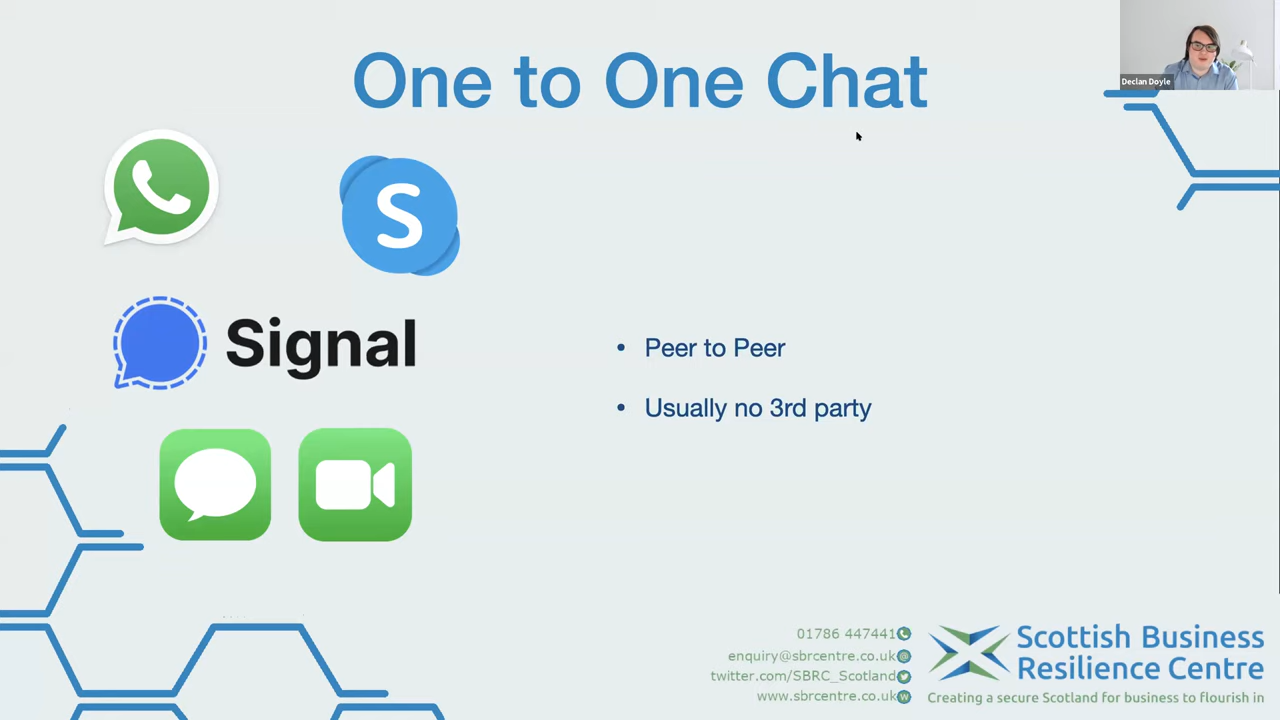 One to One Chat
Declan Doyle
S
Signal
• Peer to Peer
• Usually no 3rd party
01786 447441
enquiry@sbrcentre.co.uk @
twitter.com/SBRC_Scotland
www.sbrcentre.co.uk W
Scottish Business
Resilience Centre
Creating a secure Scotland for business to flourish in